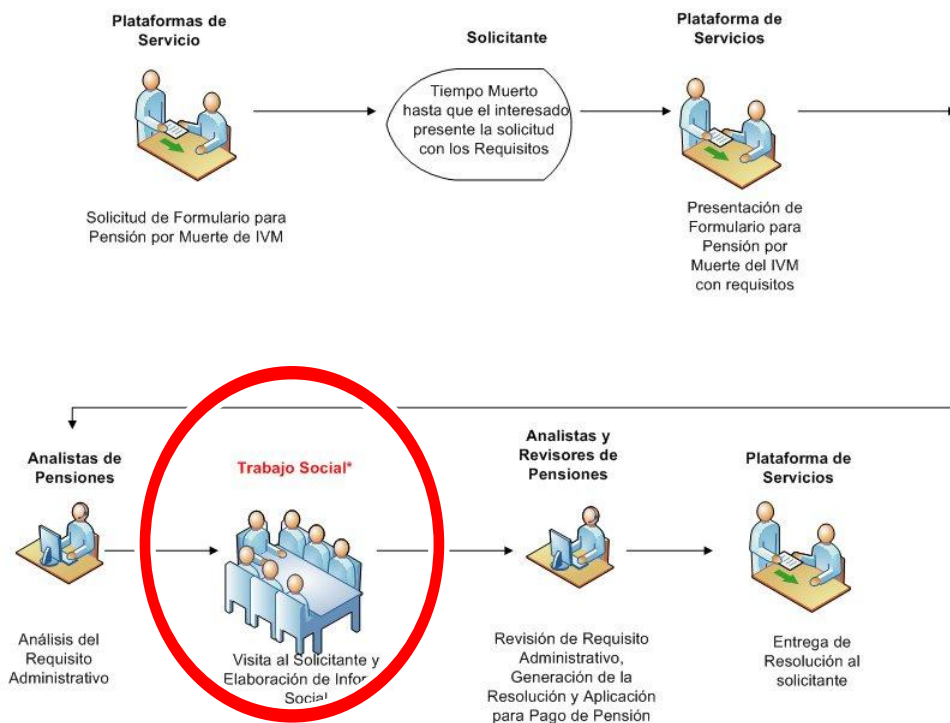 Plataformas de
Servicio
Solicitante
Plataforma de
Servicios
Tiempo Muerto
hasta que el interesado
presente la solicitud
con los Requisitos
Solicitud de Formulario para
Pensión por Muerte de IVM
Presentación de
Formulario para
Pensión por
Muerte del IVM
con requisitos
Analistas de
Pensiones
Trabajo Social*
Analistas y
Revisores de
Pensiones
Plataforma de
Servicios
Análisis del
Requisito
Administrativo
Visita al Solicitante y
Elaboración de
Social
Revisión de Requisito
Administrativo,
Generación de la
Resolución y Aplicación
para Pago de Pensión
Entrega de
Resolución al
solicitante